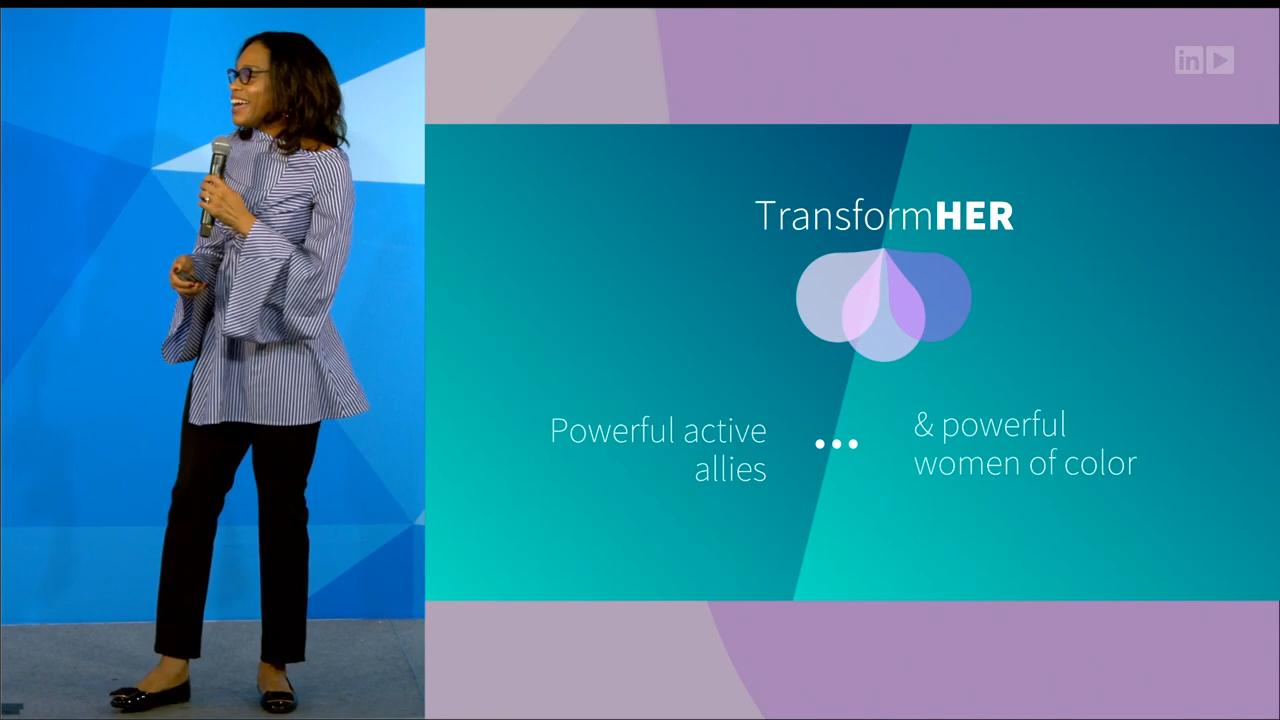 in
TransformHER
Powerful active
allies
...
& powerful
women of color